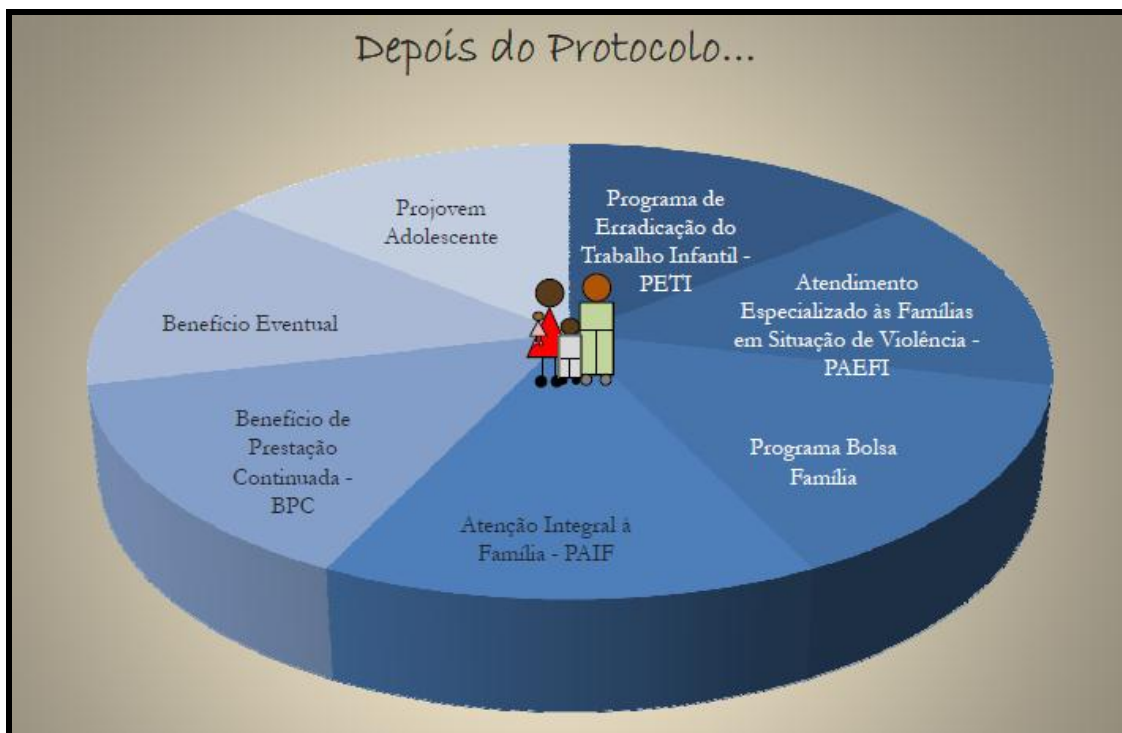 Depois do Protocolo...
Projovem
Adolescente
Programa de
Erradicação do
Trabalho Infantil -
PETI
Atendimento
Especializado às Famílias
em Situação de Violência -
PAEFI
Programa Bolsa
Família
Atenção Integral à
Família - PAIF
Benefício de
Prestação
Continuada -
BPC
Benefício Eventual